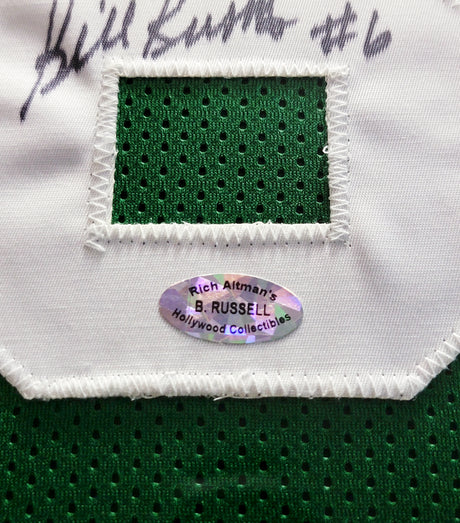 Bill Russell #6
Rich Altman's
B. RUSSELL
Hollywood Collectibles